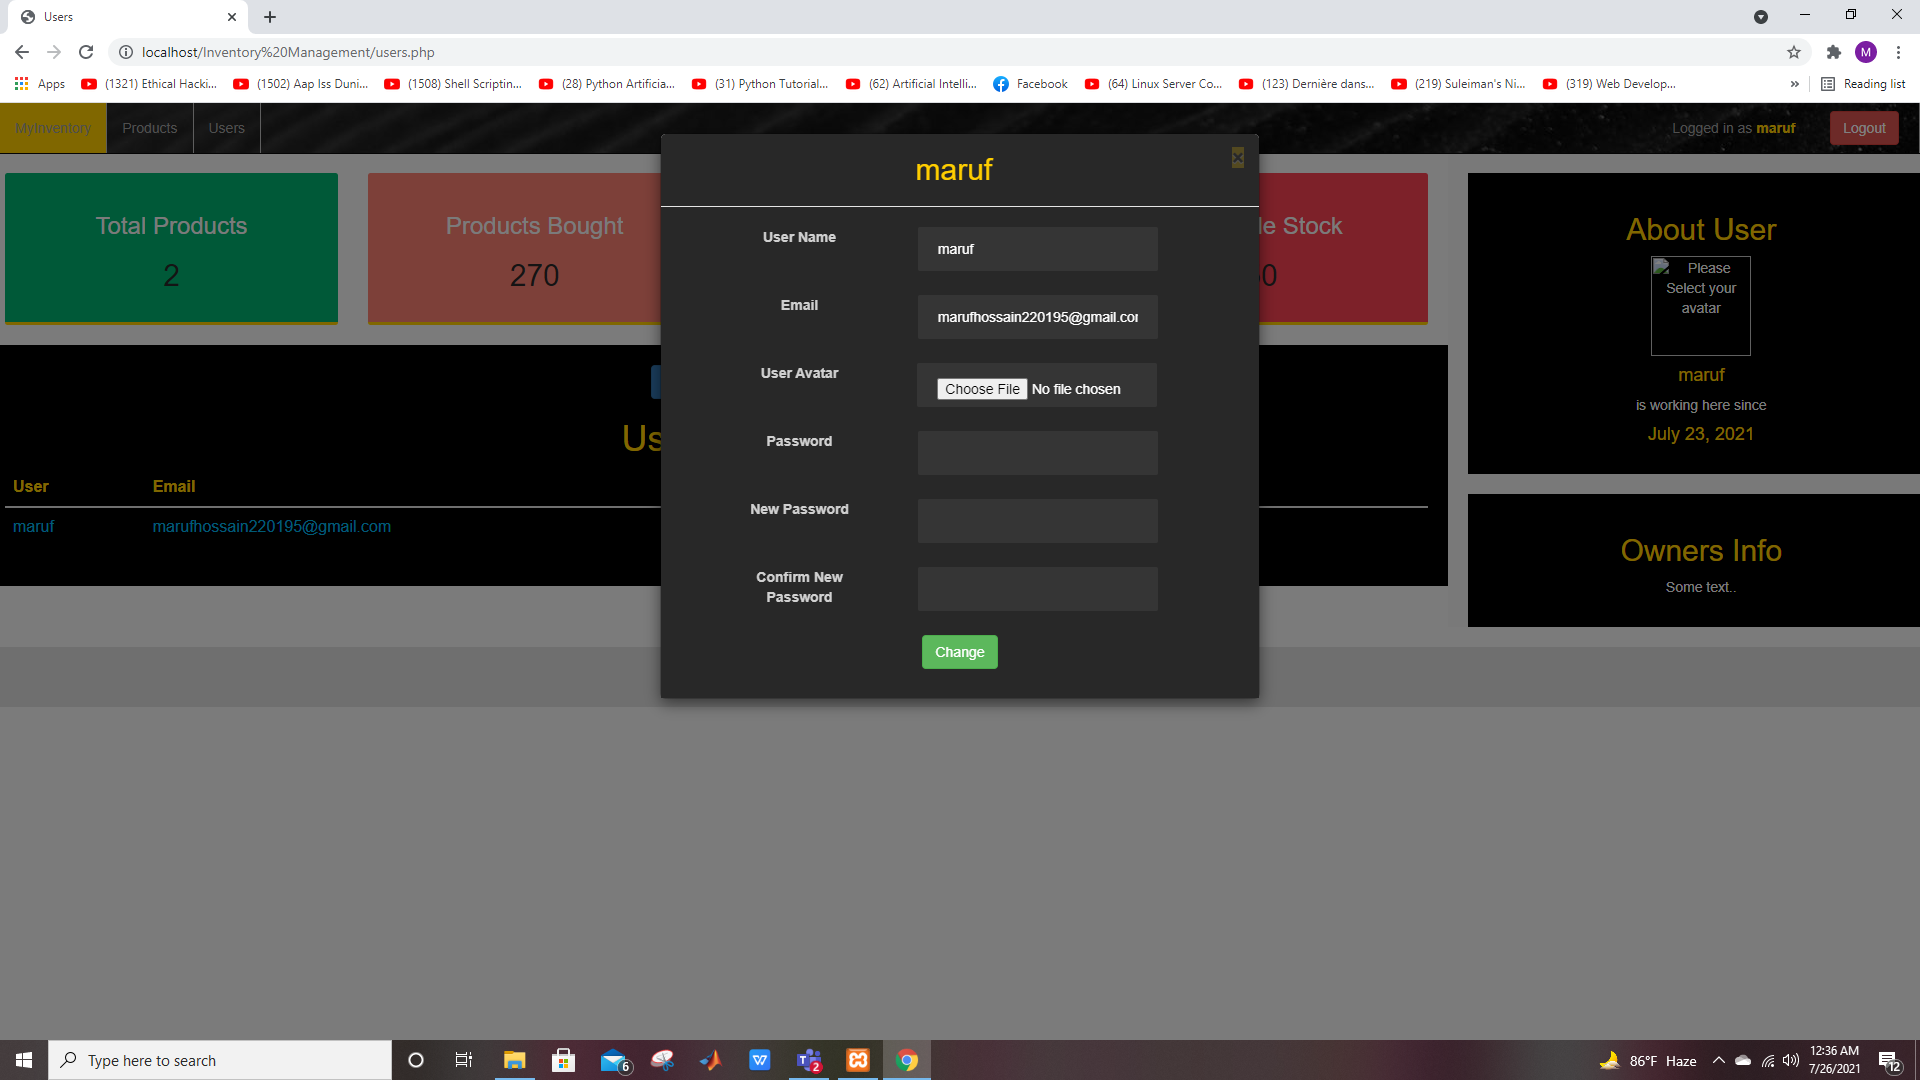 Users
localhost/Inventory%20Management/users.php
M
Apps
(1321) Ethical Hacki...
(1502) Aap Iss Duni...
(1508) Shell Scriptin...
(28) Python Artificia...
(31) Python Tutorial...
(62) Artificial Intelli...
Facebook
(64) Linux Server Co...
(123) Dernière dans...
(219) Suleiman's Ni...
(319) Web Develop...
»
Reading list
MyInventory
Products
Users
Logged in as maruf
Logout
maruf
×
Total Products
2
Products Bought
270
le Stock
0
User Name
maruf
Email
marufhossain220195@gmail.co
User Avatar
Choose File No file chosen
Password
New Password
Confirm New
Password
Change
Us
User Email
maruf marufhossain220195@gmail.com
About User
Please
Select your
avatar
maruf
is working here since
July 23, 2021
Owners Info
Some text..
Type here to search
6
W
T
2
86°F Haze
12:36 AM
7/26/2021
12